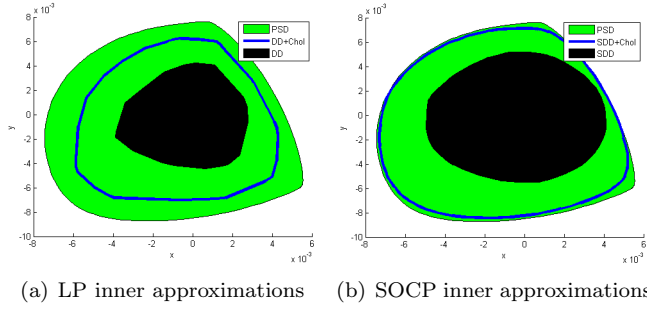 x 10⁻³
8
6
4
2
0
-2
-4
-6
-8
-10
y
-8 -6 -4 -2 0 2 4 6
x
x 10⁻³
PSD
DD+Chol
DD
(a) LP inner approximations
x 10⁻³
8
6
4
2
0
-2
-4
-6
-8
-10
y
-8 -6 -4 -2 0 2 4 6
x
x 10⁻³
PSD
SDD+Chol
SDD
(b) SOCP inner approximations